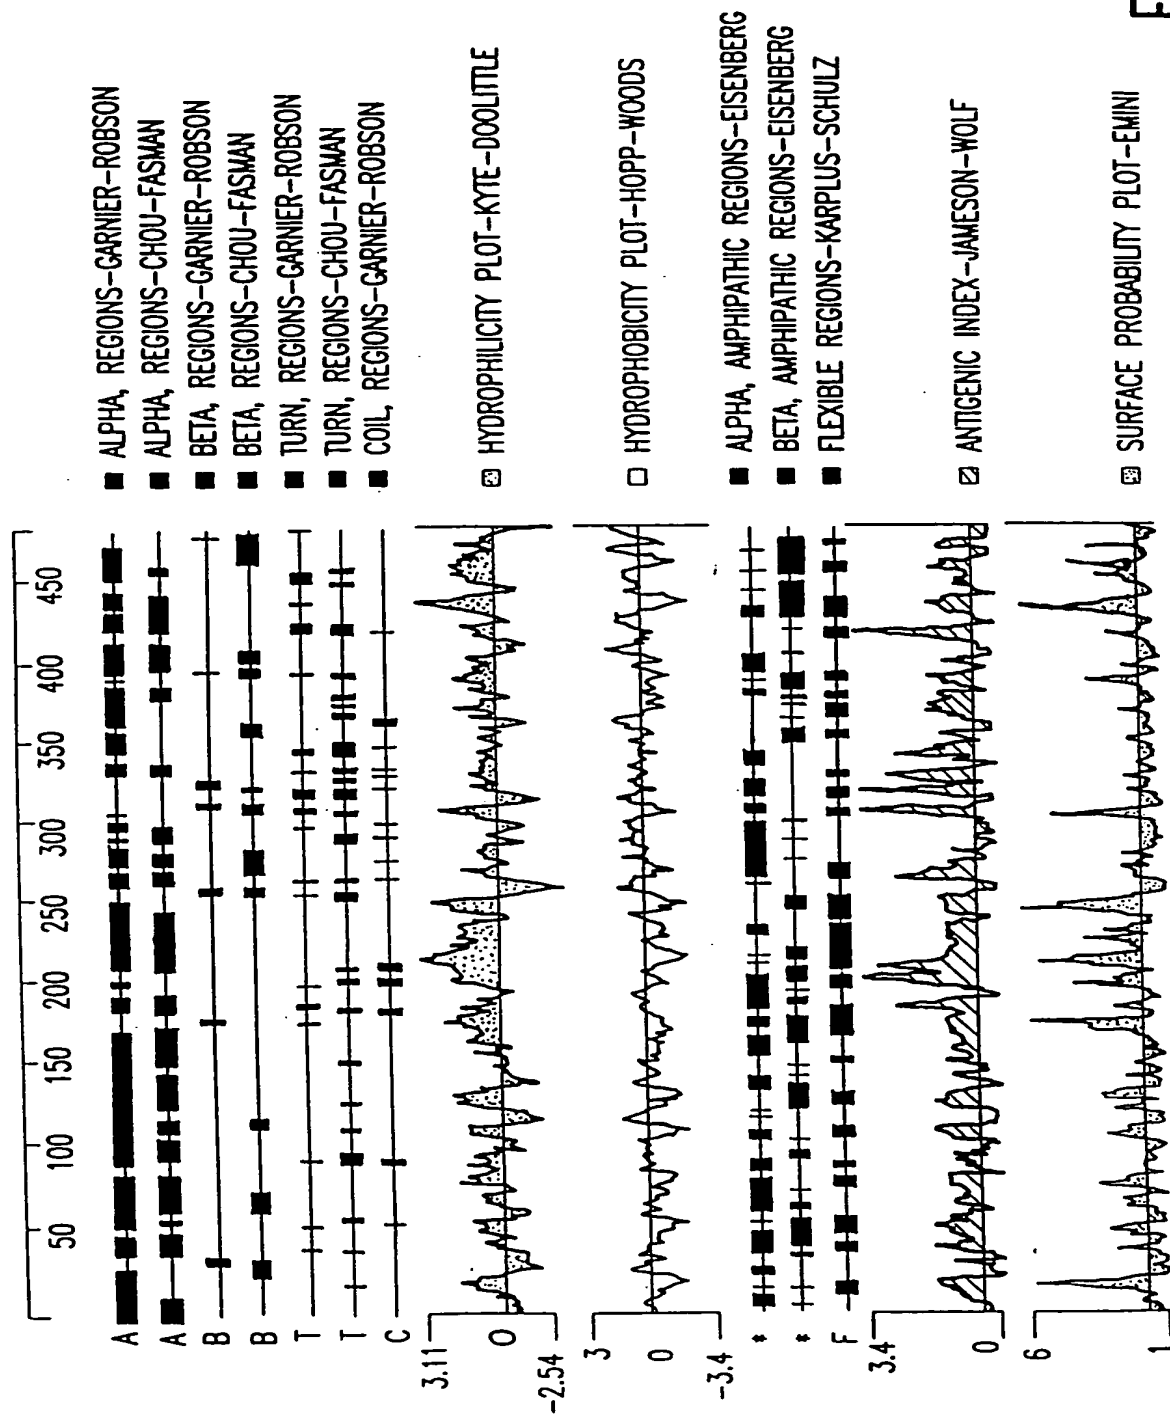 50 100 150 200 250 300 350 400 450
A ALPHA, REGIONS-GARNIER-ROBSON
A ALPHA, REGIONS-CHOU-FASMAN
B BETA, REGIONS-GARNIER-ROBSON
B BETA, REGIONS-CHOU-FASMAN
T TURN, REGIONS-GARNIER-ROBSON
T TURN, REGIONS-CHOU-FASMAN
C COIL, REGIONS-GARNIER-ROBSON
3.11
0 HYDROPHILICITY PLOT-KYTE-DOOLITTLE
-2.54
3
0 HYDROPHOBICITY PLOT-HOPP-WOODS
-3.4
* ALPHA, AMPHIPATHIC REGIONS-EISENBERG
* BETA, AMPHIPATHIC REGIONS-EISENBERG
F FLEXIBLE REGIONS-KARPLUS-SCHULZ
3.4
ANTIGENIC INDEX-JAMESON-WOLF
0
6
SURFACE PROBABILITY PLOT-EMINI
1